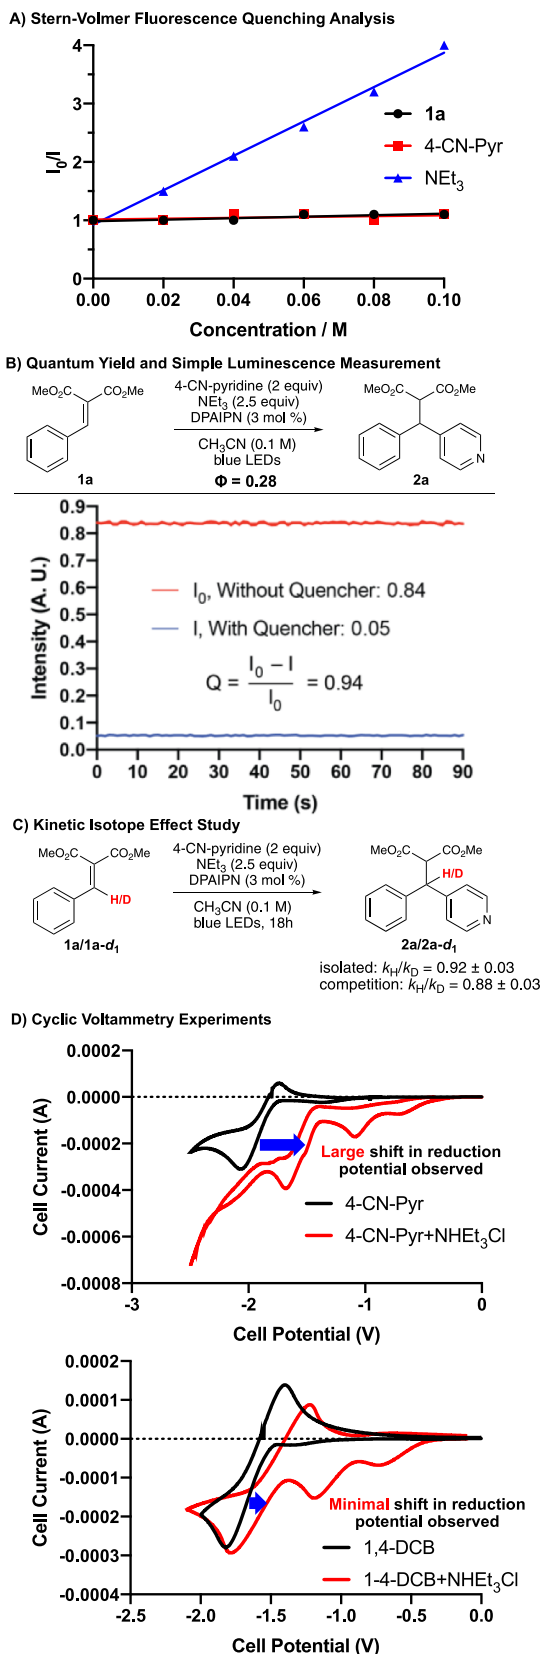 A) Stern-Volmer Fluorescence Quenching Analysis
4
3
2
1
0
I0/I
1a
4-CN-Pyr
NEt3
0.00 0.02 0.04 0.06 0.08 0.10
Concentration / M
B) Quantum Yield and Simple Luminescence Measurement
MeO2C CO2Me
1a
4-CN-pyridine (2 equiv)
NEt3 (2.5 equiv)
DPAIPN (3 mol %)
CH3CN (0.1 M)
blue LEDs
Φ = 0.28
MeO2C CO2Me
N
2a
0.9
0.8
0.7
0.6
0.5
0.4
0.3
0.2
0.1
0.0
Intensity (A. U.)
I0, Without Quencher: 0.84
I, With Quencher: 0.05
Q = I0 − I / I0 = 0.94
0 10 20 30 40 50 60 70 80 90
Time (s)
C) Kinetic Isotope Effect Study
MeO2C CO2Me
H/D
1a/1a-d1
4-CN-pyridine (2 equiv)
NEt3 (2.5 equiv)
DPAIPN (3 mol %)
CH3CN (0.1 M)
blue LEDs, 18h
MeO2C CO2Me
H/D
N
2a/2a-d1
isolated: kH/kD = 0.92 ± 0.03
competition: kH/kD = 0.88 ± 0.03
D) Cyclic Voltammetry Experiments
0.0002
0.0000
-0.0002
-0.0004
-0.0006
-0.0008
Cell Current (A)
Large shift in reduction
potential observed
4-CN-Pyr
4-CN-Pyr+NHEt3Cl
-3 -2 -1 0
Cell Potential (V)
0.0002
0.0001
0.0000
-0.0001
-0.0002
-0.0003
-0.0004
Cell Current (A)
Minimal shift in reduction
potential observed
1,4-DCB
1-4-DCB+NHEt3Cl
-2.5 -2.0 -1.5 -1.0 -0.5 0.0
Cell Potential (V)